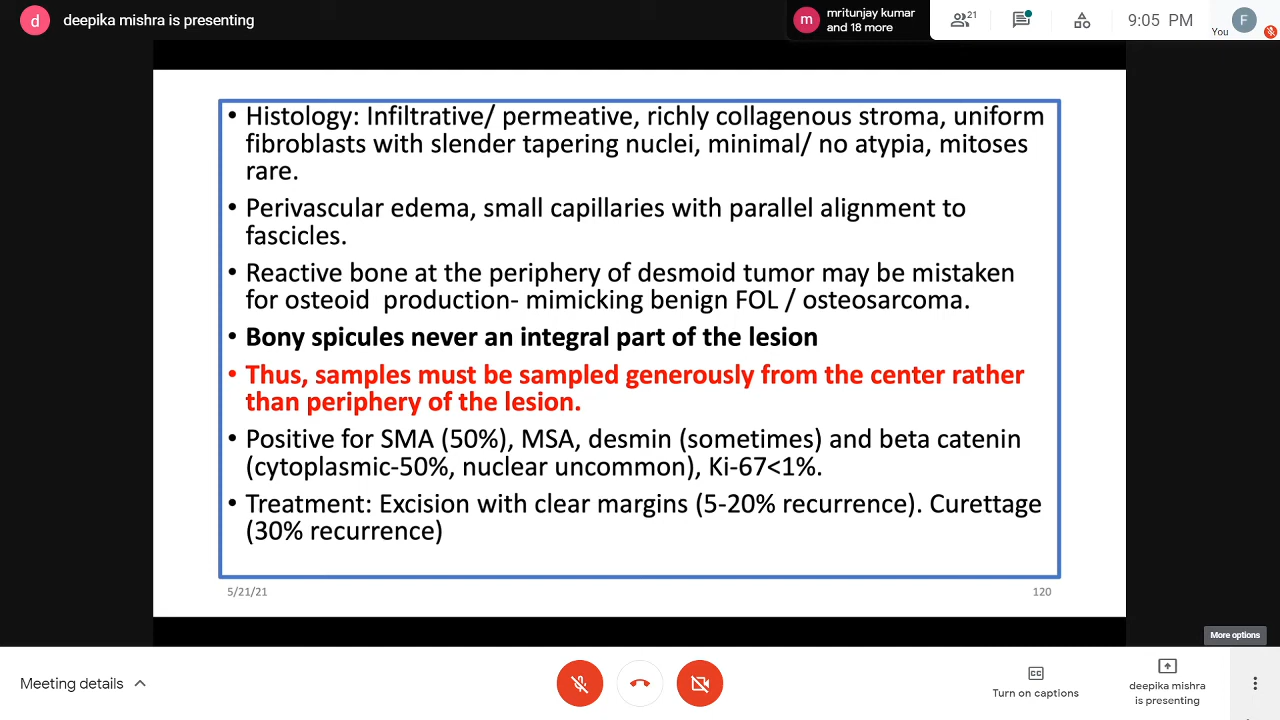 d deepika mishra is presenting
m mritunjay kumar
and 18 more
21
9:05 PM
You
F
• Histology: Infiltrative/ permeative, richly collagenous stroma, uniform
fibroblasts with slender tapering nuclei, minimal/ no atypia, mitoses
rare.
• Perivascular edema, small capillaries with parallel alignment to
fascicles.
• Reactive bone at the periphery of desmoid tumor may be mistaken
for osteoid production- mimicking benign FOL / osteosarcoma.
• Bony spicules never an integral part of the lesion
• Thus, samples must be sampled generously from the center rather
than periphery of the lesion.
• Positive for SMA (50%), MSA, desmin (sometimes) and beta catenin
(cytoplasmic-50%, nuclear uncommon), Ki-67<1%.
• Treatment: Excision with clear margins (5-20% recurrence). Curettage
(30% recurrence)
5/21/21
120
More options
Meeting details
CC
Turn on captions
deepika mishra
is presenting